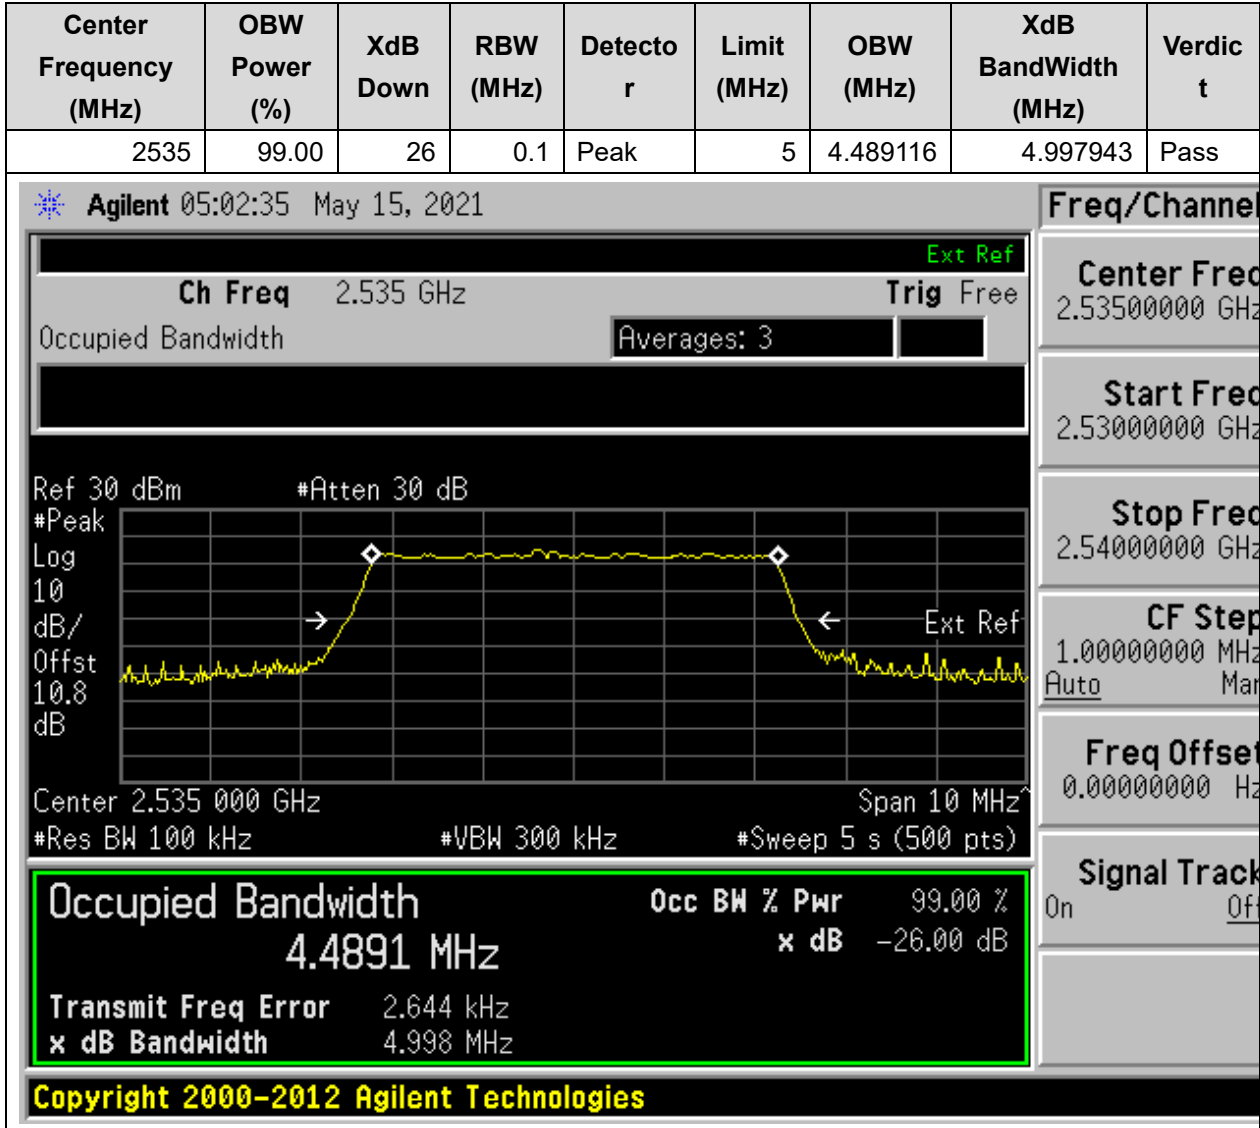 Center Frequency (MHz) OBW Power (%) XdB Down RBW (MHz) Detector Limit (MHz) OBW (MHz) XdB BandWidth (MHz) Verdict
2535 99.00 26 0.1 Peak 5 4.489116 4.997943 Pass
Agilent 05:02:35 May 15, 2021
Ext Ref
Ch Freq 2.535 GHz Trig Free
Occupied Bandwidth Averages: 3
Ref 30 dBm #Atten 30 dB
#Peak
Log
10
dB/
Offst
10.8
dB
Ext Ref
Center 2.535 000 GHz Span 10 MHz^
#Res BW 100 kHz #VBW 300 kHz #Sweep 5 s (500 pts)
Occupied Bandwidth
4.4891 MHz
Occ BW % Pwr 99.00 %
x dB -26.00 dB
Transmit Freq Error 2.644 kHz
x dB Bandwidth 4.998 MHz
Copyright 2000-2012 Agilent Technologies
Freq/Channel
Center Freq
2.53500000 GHz
Start Freq
2.53000000 GHz
Stop Freq
2.54000000 GHz
CF Step
1.00000000 MHz
Auto Man
Freq Offset
0.00000000 Hz
Signal Track
On Off